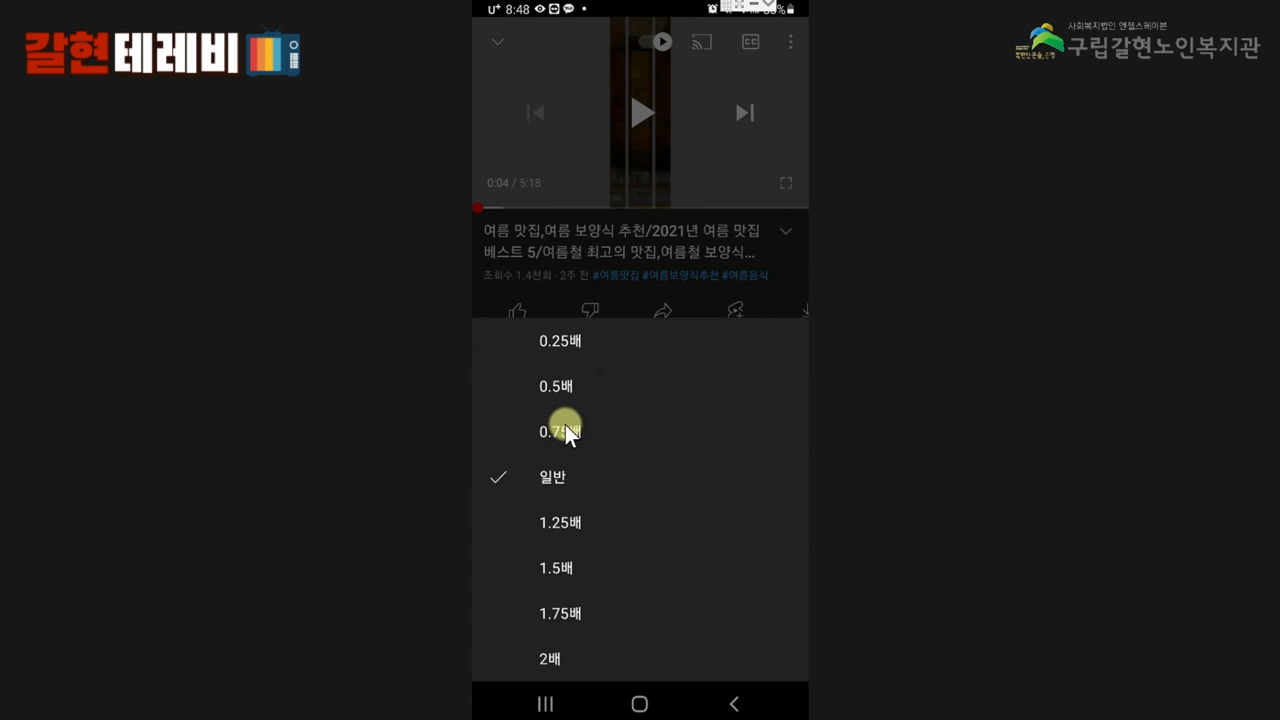 갈현테레비
사회복지법인 엔젤스헤이븐
구립갈현노인복지관
U+ 8:48
CC
0:04 / 5:18
여름 맛집,여름 보양식 추천/2021년 여름 맛집
베스트 5/여름철 최고의 맛집,여름철 보양식...
조회수 1.4천회 · 2주 전 #여름맛집 #여름보양식추천 #여름음식
0.25배
0.5배
0.75배
일반
1.25배
1.5배
1.75배
2배